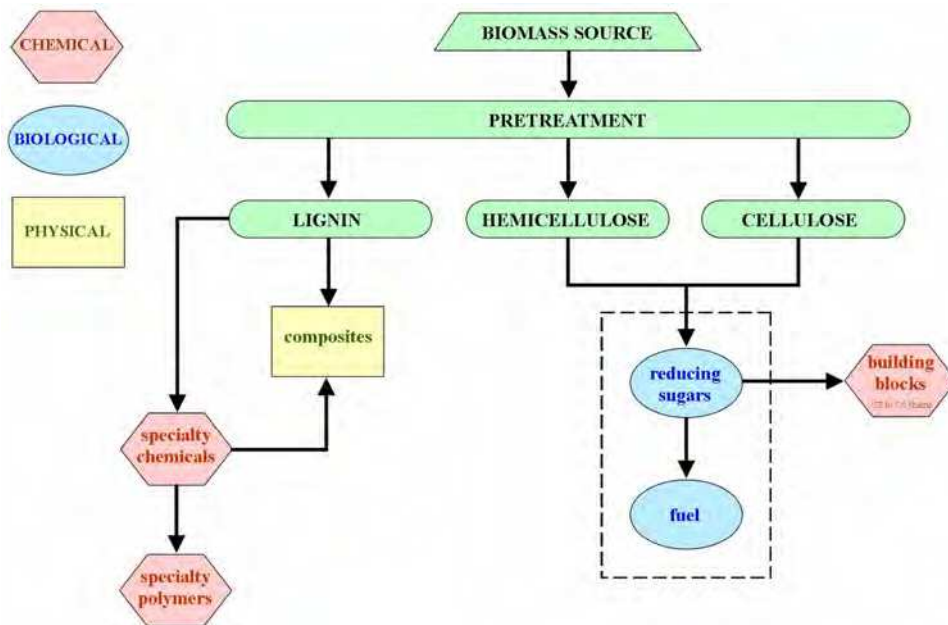 CHEMICAL
BIOLOGICAL
PHYSICAL
BIOMASS SOURCE
PRETREATMENT
LIGNIN
HEMICELLULOSE
CELLULOSE
composites
reducing
sugars
building
blocks
specialty
chemicals
fuel
specialty
polymers